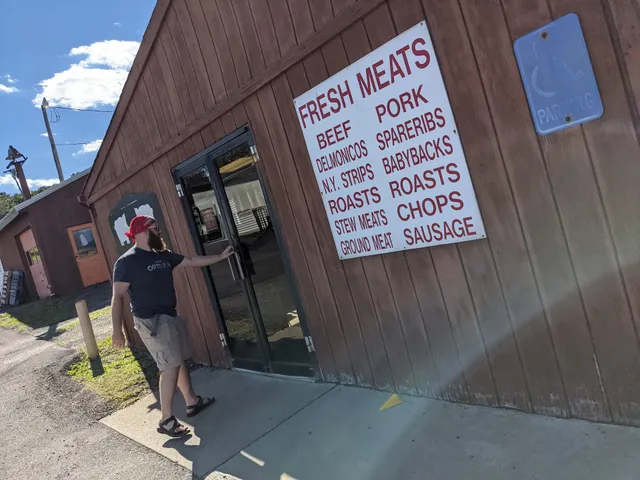 FRESH MEATS
BEEF PORK
DELMONICOS SPARERIBS
N.Y. STRIPS BABYBACKS
ROASTS ROASTS
STEW MEATS CHOPS
GROUND MEAT SAUSAGE
PARKING